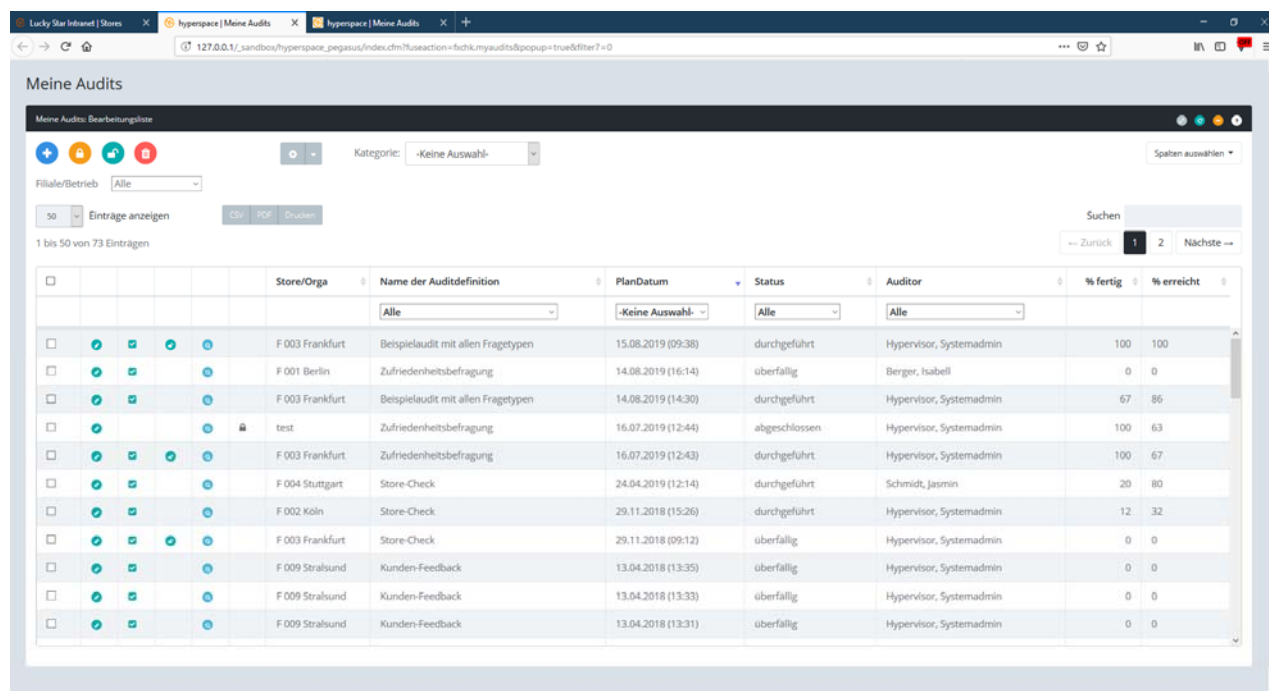 Lucky Star Intranet | Stores hyperspace | Meine Audits hyperspace | Meine Audits
127.0.0.1/_sandbox/hyperspace_pegasus/index.cfm?fuseaction=fxchk.myaudits&popup=true&filter7=0
Meine Audits
Meine Audits: Bearbeitungsliste
Kategorie: -Keine Auswahl- Spalten auswählen
Filiale/Betrieb Alle
50 Einträge anzeigen CSV PDF Drucken Suchen
1 bis 50 von 73 Einträgen ← Zurück 1 2 Nächste →
Store/Orga Name der Auditdefinition PlanDatum Status Auditor % fertig % erreicht
Alle -Keine Auswahl- Alle Alle
F 003 Frankfurt Beispielaudit mit allen Fragetypen 15.08.2019 (09:38) durchgeführt Hypervisor, Systemadmin 100 100
F 001 Berlin Zufriedenheitsbefragung 14.08.2019 (16:14) überfällig Berger, Isabell 0 0
F 003 Frankfurt Beispielaudit mit allen Fragetypen 14.08.2019 (14:30) durchgeführt Hypervisor, Systemadmin 67 86
test Zufriedenheitsbefragung 16.07.2019 (12:44) abgeschlossen Hypervisor, Systemadmin 100 63
F 003 Frankfurt Zufriedenheitsbefragung 16.07.2019 (12:43) durchgeführt Hypervisor, Systemadmin 100 67
F 004 Stuttgart Store-Check 24.04.2019 (12:14) durchgeführt Schmidt, Jasmin 20 80
F 002 Köln Store-Check 29.11.2018 (15:26) durchgeführt Hypervisor, Systemadmin 12 32
F 003 Frankfurt Store-Check 29.11.2018 (09:12) überfällig Hypervisor, Systemadmin 0 0
F 009 Stralsund Kunden-Feedback 13.04.2018 (13:35) überfällig Hypervisor, Systemadmin 0 0
F 009 Stralsund Kunden-Feedback 13.04.2018 (13:33) überfällig Hypervisor, Systemadmin 0 0
F 009 Stralsund Kunden-Feedback 13.04.2018 (13:31) überfällig Hypervisor, Systemadmin 0 0